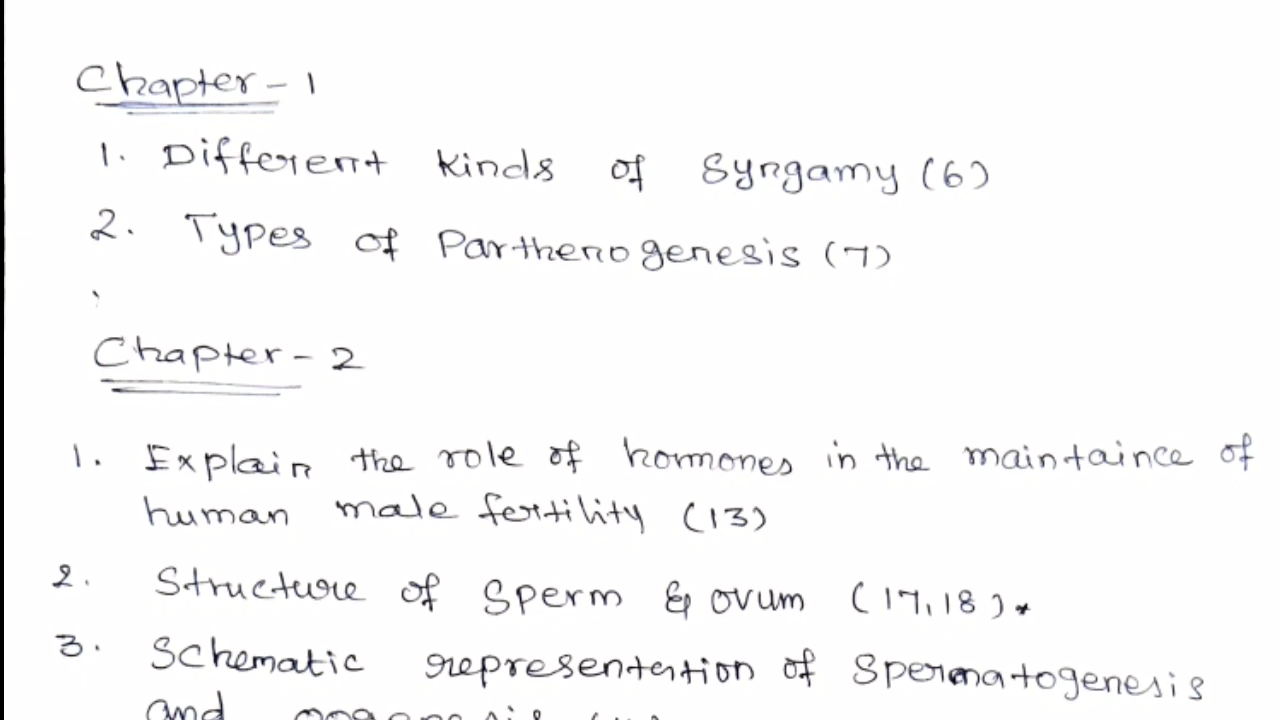 Chapter - 1
1. Different kinds of Syngamy (6)
2. Types of Parthenogenesis (7)
Chapter - 2
1. Explain the role of hormones in the maintaince of
human male fertility (13)
2. Structure of Sperm & ovum (17,18) *
3. Schematic representation of Spermatogenesis
and oogenesis